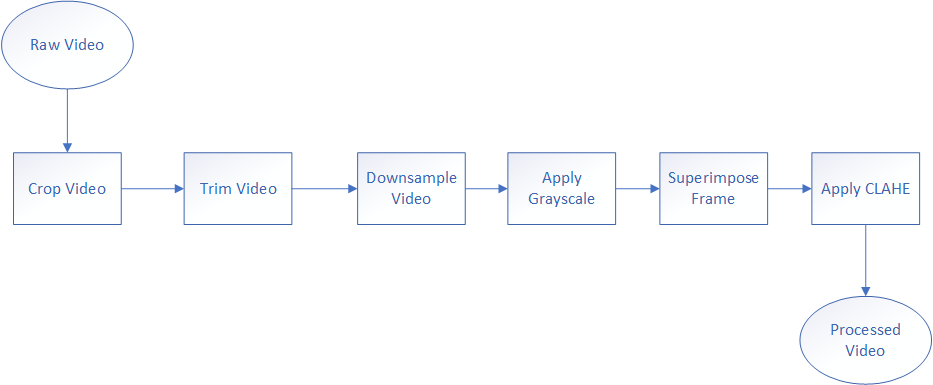 Raw Video
Crop Video
Trim Video
Downsample
Video
Apply
Grayscale
Superimpose
Frame
Apply CLAHE
Processed
Video